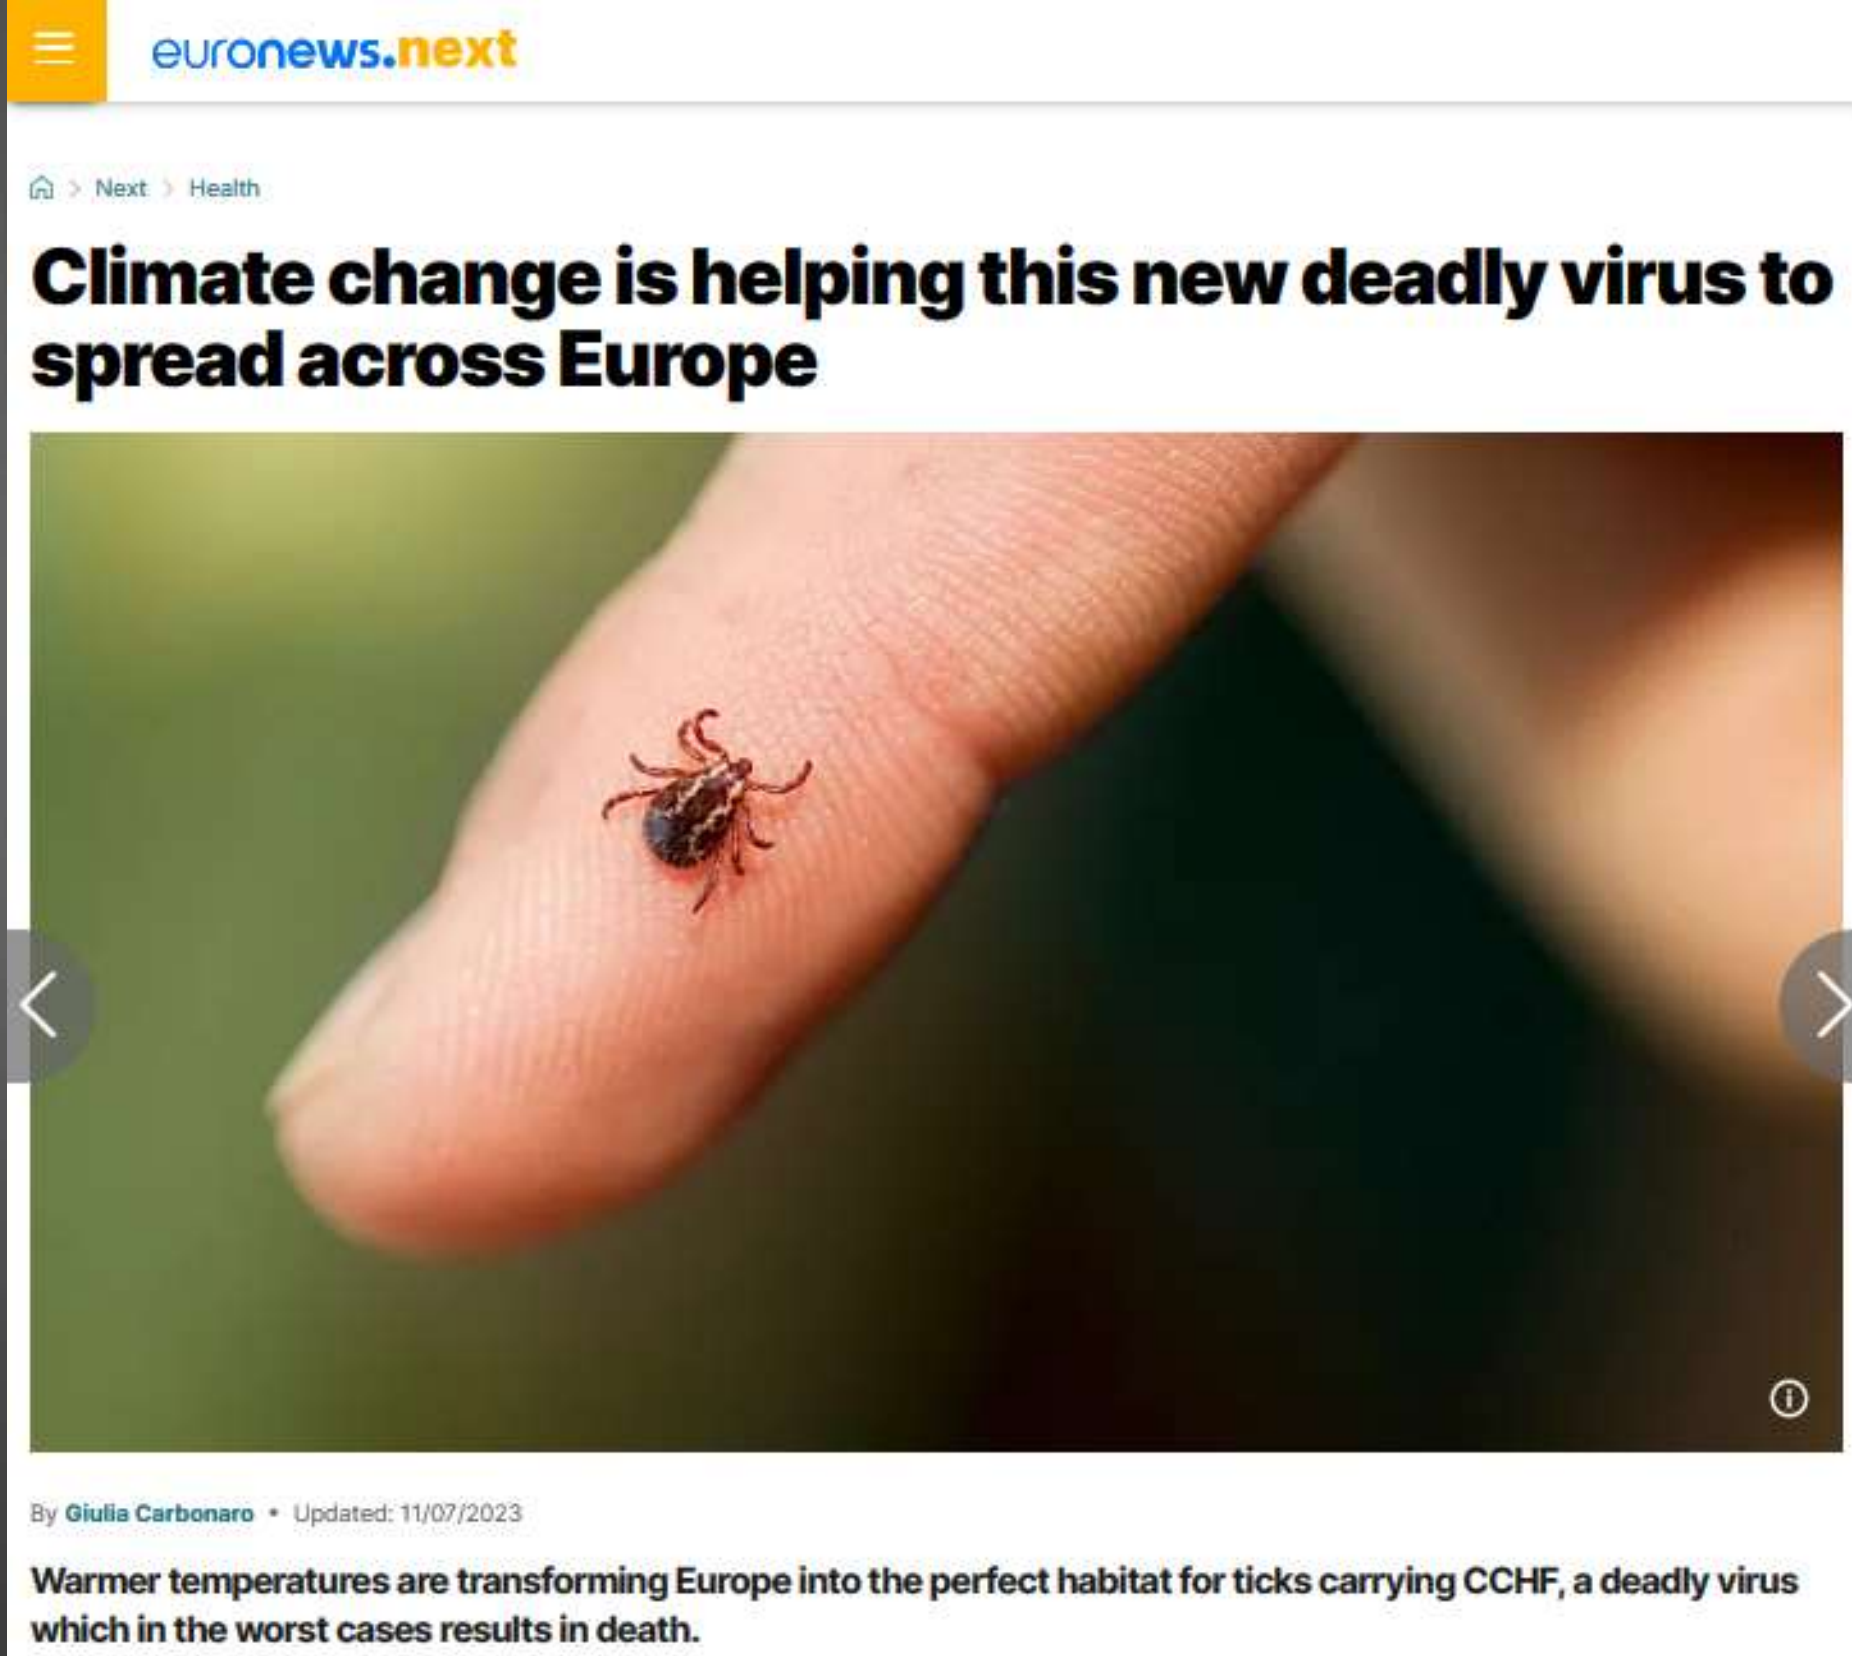 euronews.next
Next > Health
Climate change is helping this new deadly virus to
spread across Europe
By Giulia Carbonaro • Updated: 11/07/2023
Warmer temperatures are transforming Europe into the perfect habitat for ticks carrying CCHF, a deadly virus
which in the worst cases results in death.